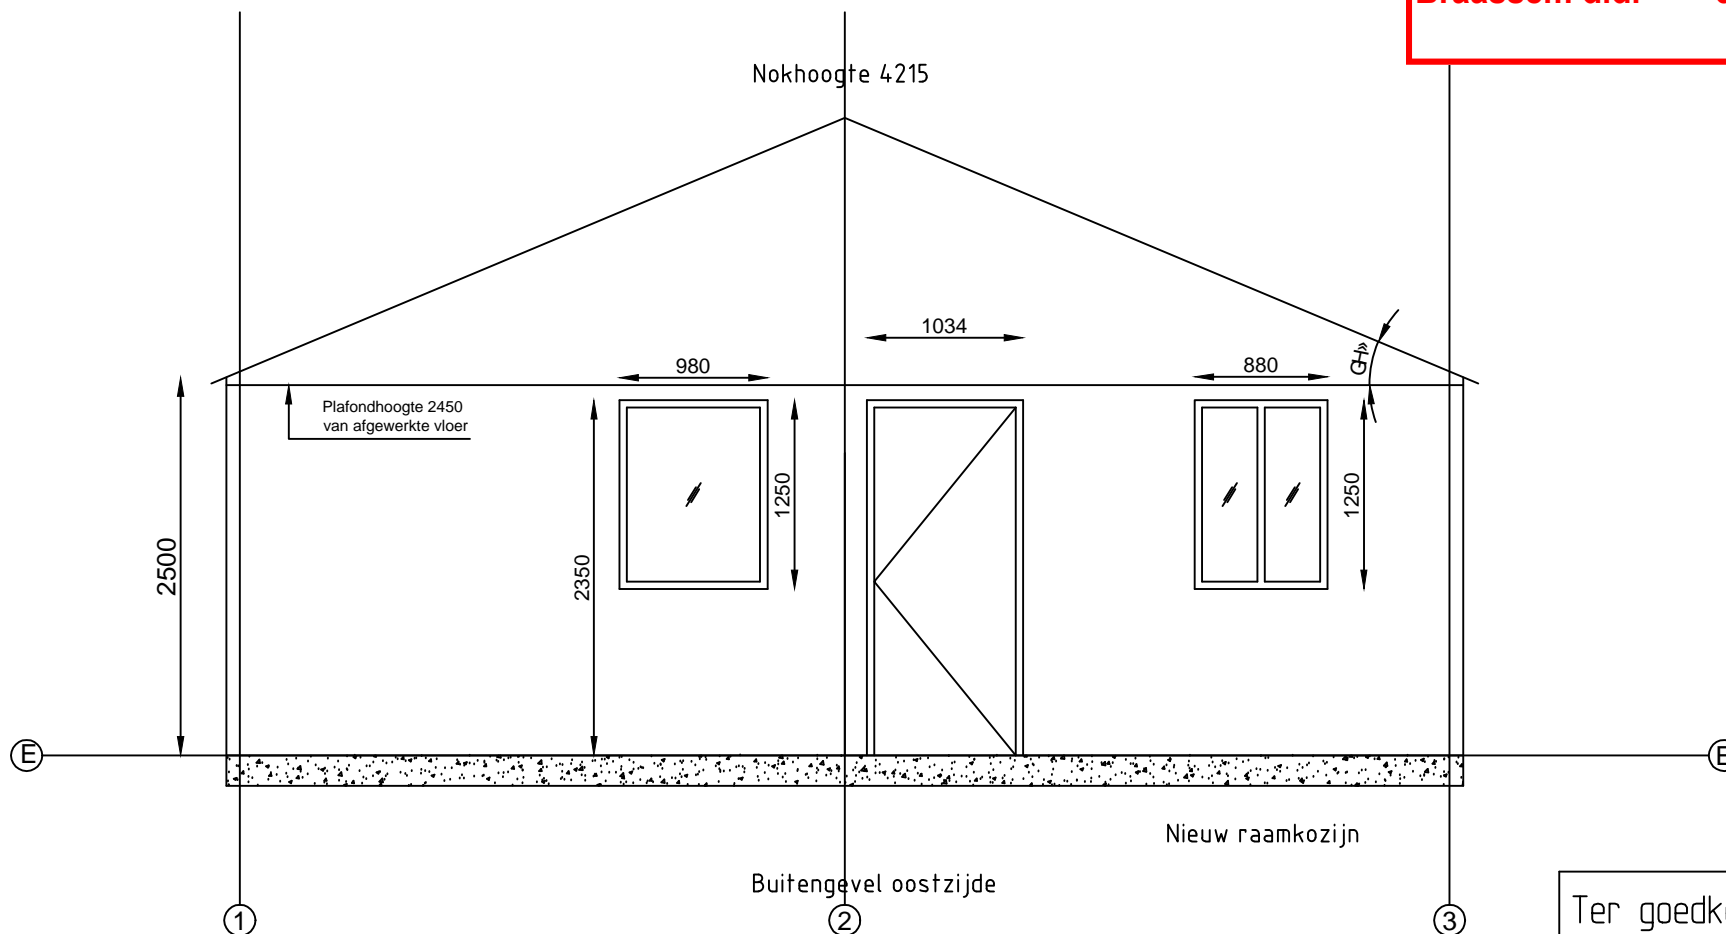 Nokhoogte 4215
1034
980
880
Plafondhoogte 2450
van afgewerkte vloer
1250
1250
2500
2350
E
Nieuw raamkozijn
Buitengevel oostzijde
1
2
3
Ter